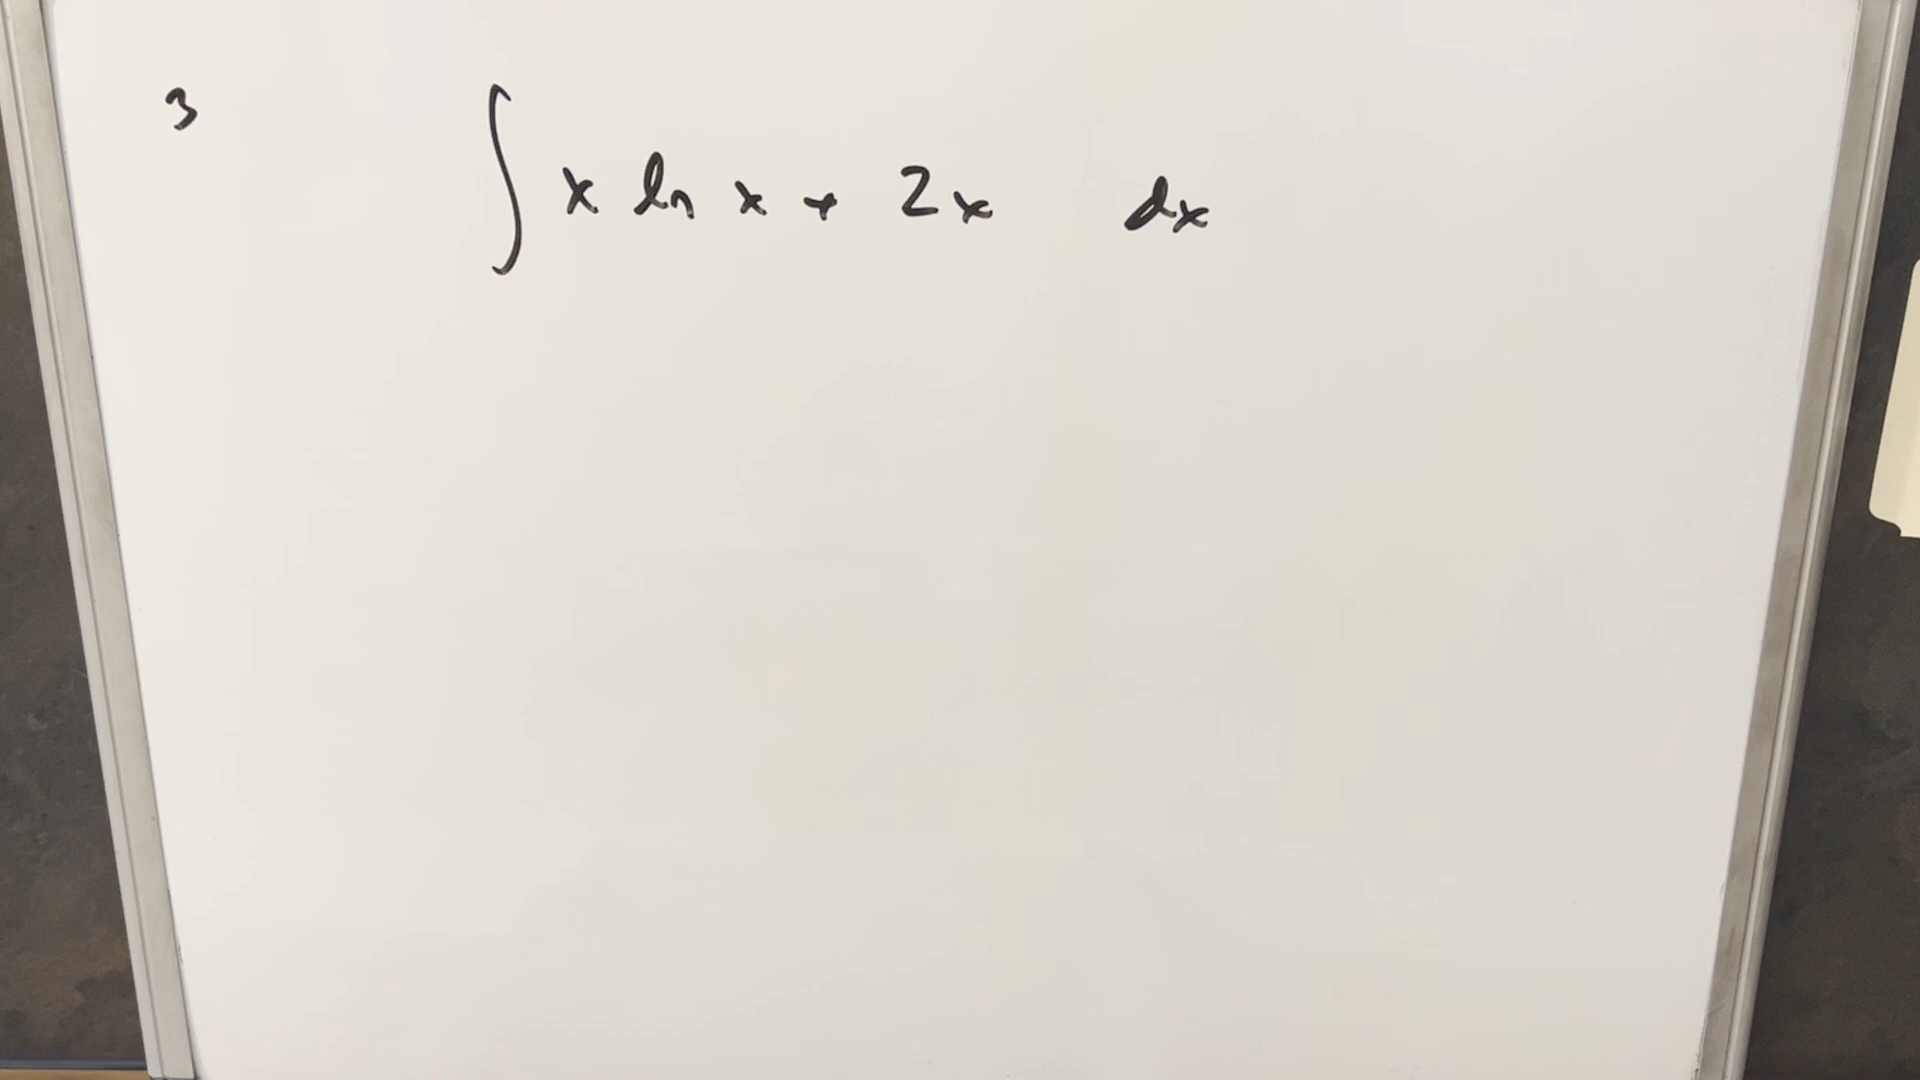 3 ∫ x ln x + 2x dx